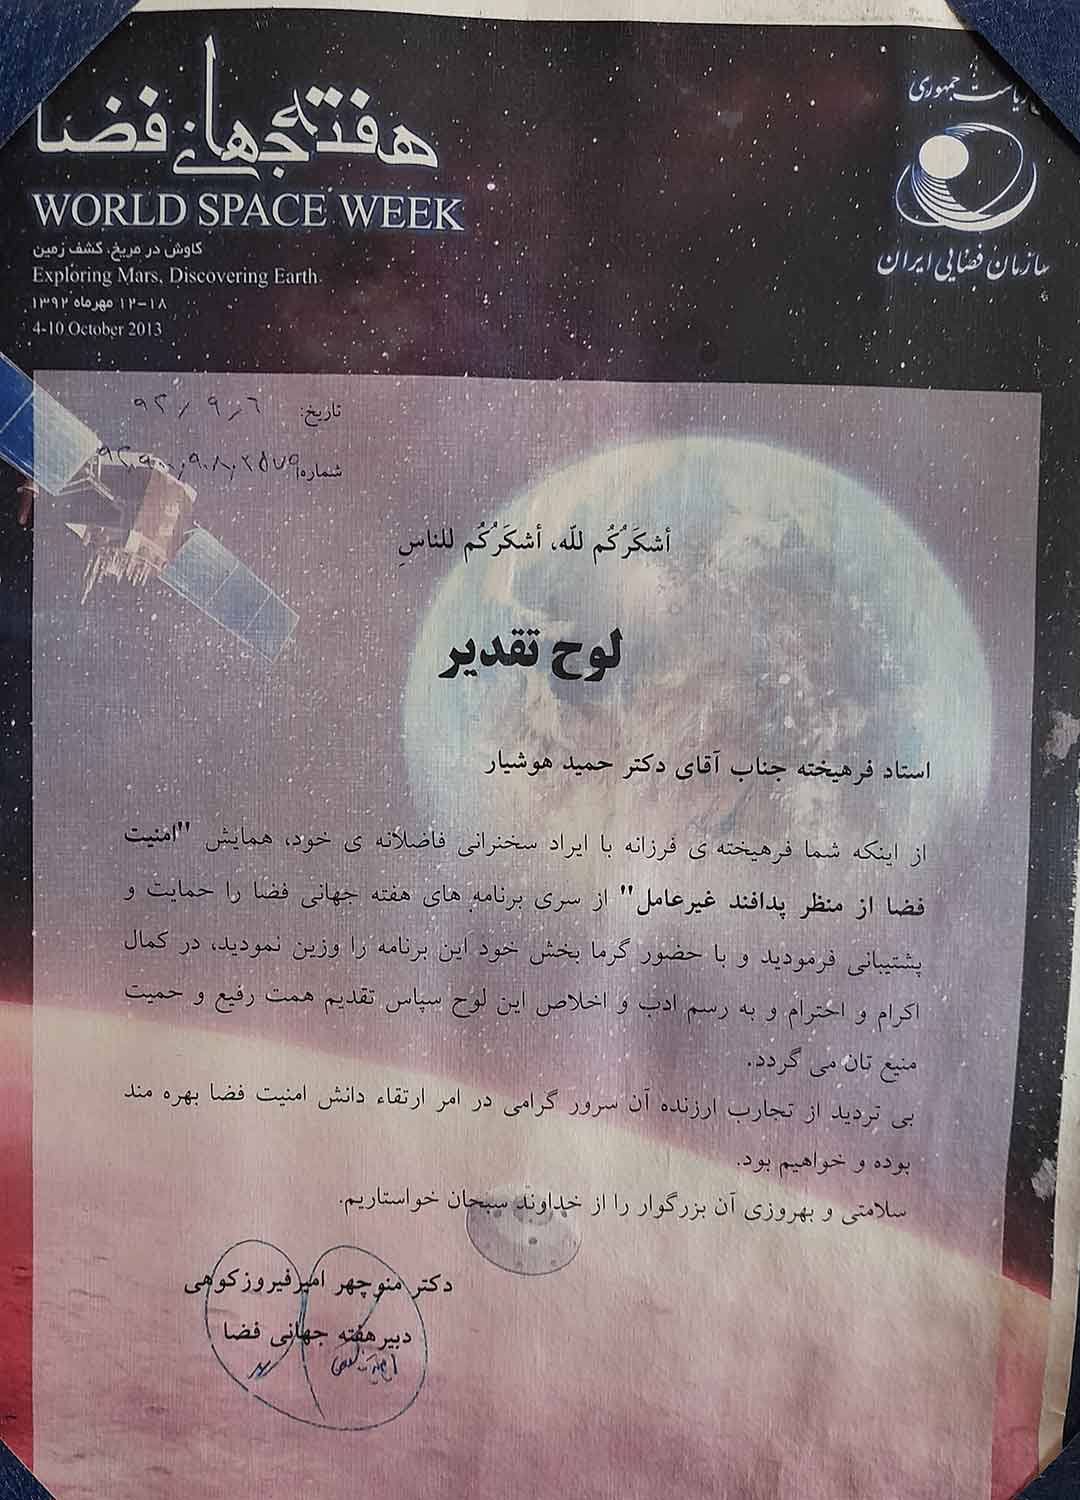 هفته جهانی فضا
WORLD SPACE WEEK
کاوش در مریخ، کشف زمین
Exploring Mars, Discovering Earth
۱۲-۱۸ مهرماه ۱۳۹۲
4-10 October 2013
ریاست جمهوری
سازمان فضایی ایران
تاریخ: ۹۲/۹/۶
شماره:
أشکَرُکُم للّه، أشکَرُکُم للناسِ
لوح تقدیر
استاد فرهیخته جناب آقای دکتر حمید هوشیار
از اینکه شما فرهیخته ی فرزانه با ایراد سخنرانی فاضلانه ی خود، همایش "امنیت
فضا از منظر پدافند غیرعامل" از سری برنامه های هفته جهانی فضا را حمایت و
پشتیبانی فرمودید و با حضور گرما بخش خود این برنامه را وزین نمودید، در کمال
اکرام و احترام و به رسم ادب و اخلاص این لوح سپاس تقدیم همت رفیع و حمیت
منیع تان می گردد.
بی تردید از تجارب ارزنده آن سرور گرامی در امر ارتقاء دانش امنیت فضا بهره مند
بوده و خواهیم بود.
سلامتی و بهروزی آن بزرگوار را از خداوند سبحان خواستاریم.
دکتر منوچهر امیرفیروزکوهی
دبیر هفته جهانی فضا